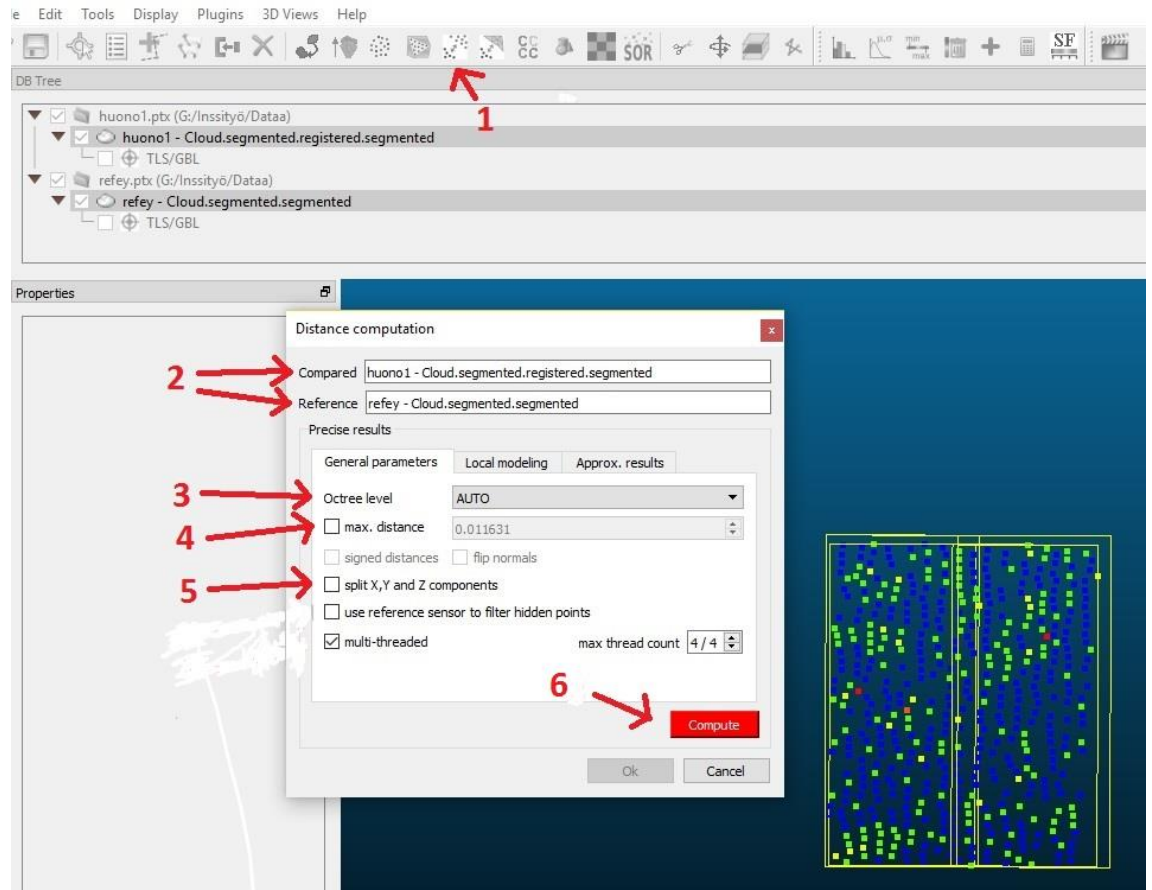 e Edit Tools Display Plugins 3D Views Help
CC
CC
SOR
μ,σ
min
max
SF
DB Tree
1
huono1.ptx (G:/Inssityö/Dataa)
huono1 - Cloud.segmented.registered.segmented
TLS/GBL
refey.ptx (G:/Inssityö/Dataa)
refey - Cloud.segmented.segmented
TLS/GBL
Properties
Distance computation
x
2
Compared huono1 - Cloud.segmented.registered.segmented
Reference refey - Cloud.segmented.segmented
Precise results
General parameters Local modeling Approx. results
3 Octree level AUTO
4 max. distance 0.011631
signed distances flip normals
5 split X,Y and Z components
use reference sensor to filter hidden points
multi-threaded max thread count 4 / 4
6
Compute
Ok Cancel